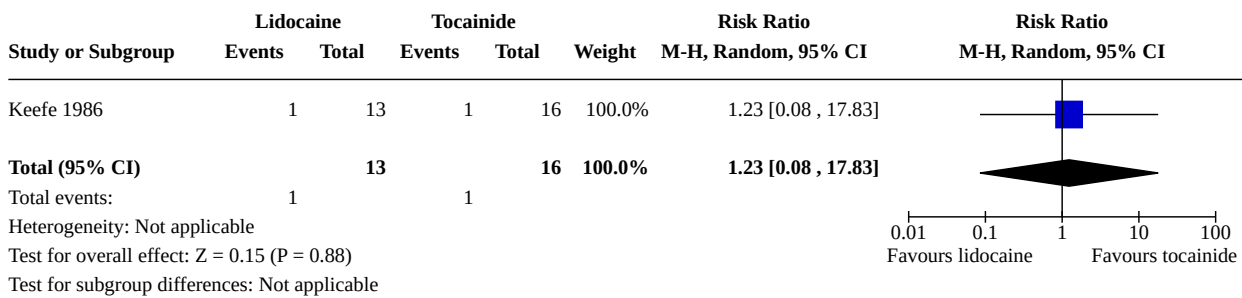 Lidocaine Tocainide Risk Ratio Risk Ratio
Study or Subgroup Events Total Events Total Weight M-H, Random, 95% CI M-H, Random, 95% CI
Keefe 1986 1 13 1 16 100.0% 1.23 [0.08 , 17.83]
Total (95% CI) 13 16 100.0% 1.23 [0.08 , 17.83]
Total events: 1 1
Heterogeneity: Not applicable
0.01 0.1 1 10 100
Test for overall effect: Z = 0.15 (P = 0.88) Favours lidocaine Favours tocainide
Test for subgroup differences: Not applicable